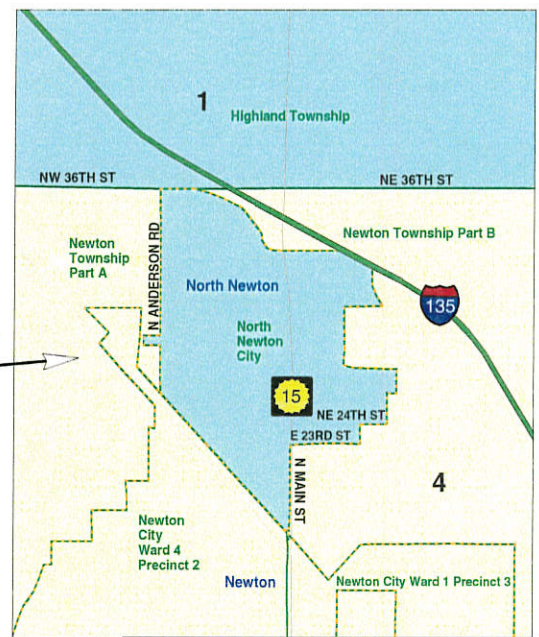 1
Highland Township
NW 36TH ST
NE 36TH ST
N ANDERSON RD
Newton
Township
Part A
Newton Township Part B
North Newton
135
North
Newton
City
15
NE 24TH ST
E 23RD ST
N MAIN ST
4
Newton
City
Ward 4
Precinct 2
Newton
Newton City Ward 1 Precinct 3